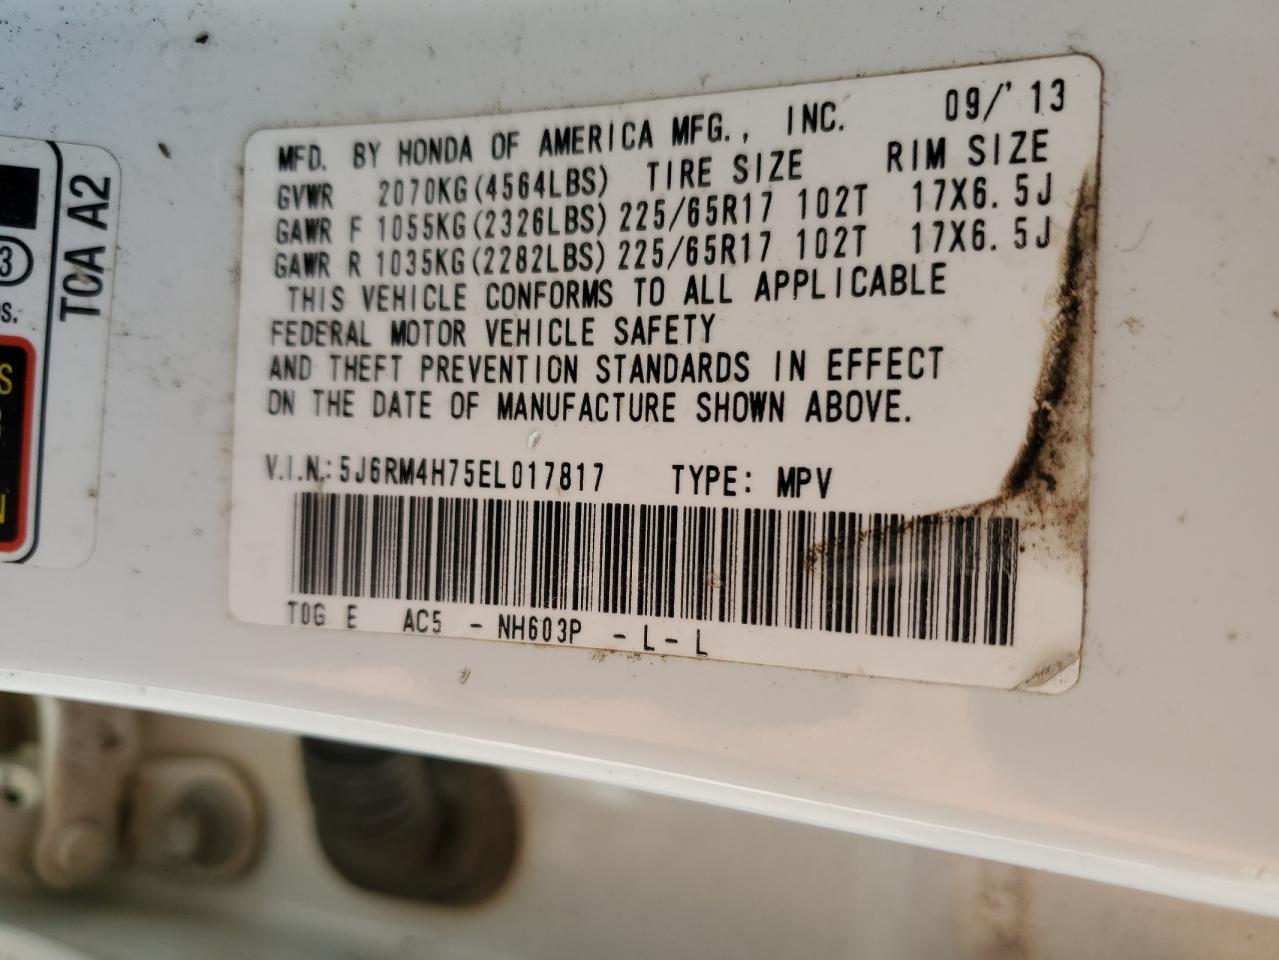 MFD. BY HONDA OF AMERICA MFG., INC. 09/'13
GVWR 2070KG(4564LBS) TIRE SIZE RIM SIZE
GAWR F 1055KG(2326LBS) 225/65R17 102T 17X6.5J
GAWR R 1035KG(2282LBS) 225/65R17 102T 17X6.5J
THIS VEHICLE CONFORMS TO ALL APPLICABLE
FEDERAL MOTOR VEHICLE SAFETY
AND THEFT PREVENTION STANDARDS IN EFFECT
ON THE DATE OF MANUFACTURE SHOWN ABOVE.
V.I.N.: 5J6RM4H75EL017817 TYPE: MPV
T0G E AC5 - NH603P - L - L
T0A A2
3
S